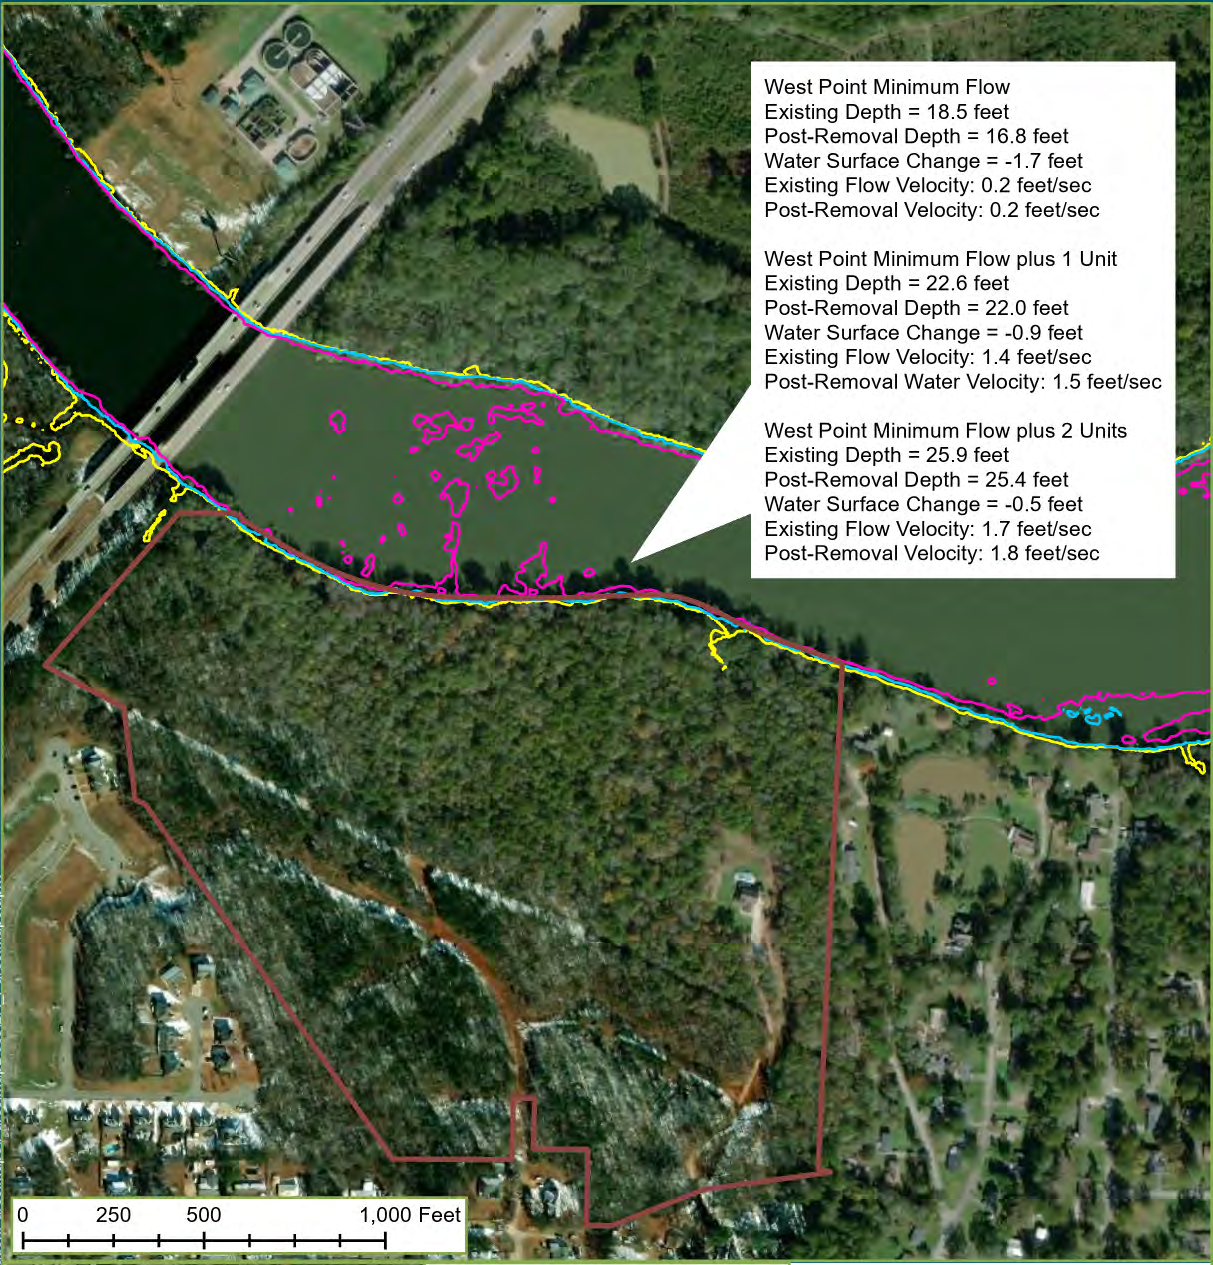 West Point Minimum Flow
Existing Depth = 18.5 feet
Post-Removal Depth = 16.8 feet
Water Surface Change = -1.7 feet
Existing Flow Velocity: 0.2 feet/sec
Post-Removal Velocity: 0.2 feet/sec
West Point Minimum Flow plus 1 Unit
Existing Depth = 22.6 feet
Post-Removal Depth = 22.0 feet
Water Surface Change = -0.9 feet
Existing Flow Velocity: 1.4 feet/sec
Post-Removal Water Velocity: 1.5 feet/sec
West Point Minimum Flow plus 2 Units
Existing Depth = 25.9 feet
Post-Removal Depth = 25.4 feet
Water Surface Change = -0.5 feet
Existing Flow Velocity: 1.7 feet/sec
Post-Removal Velocity: 1.8 feet/sec
0 250 500 1,000 Feet